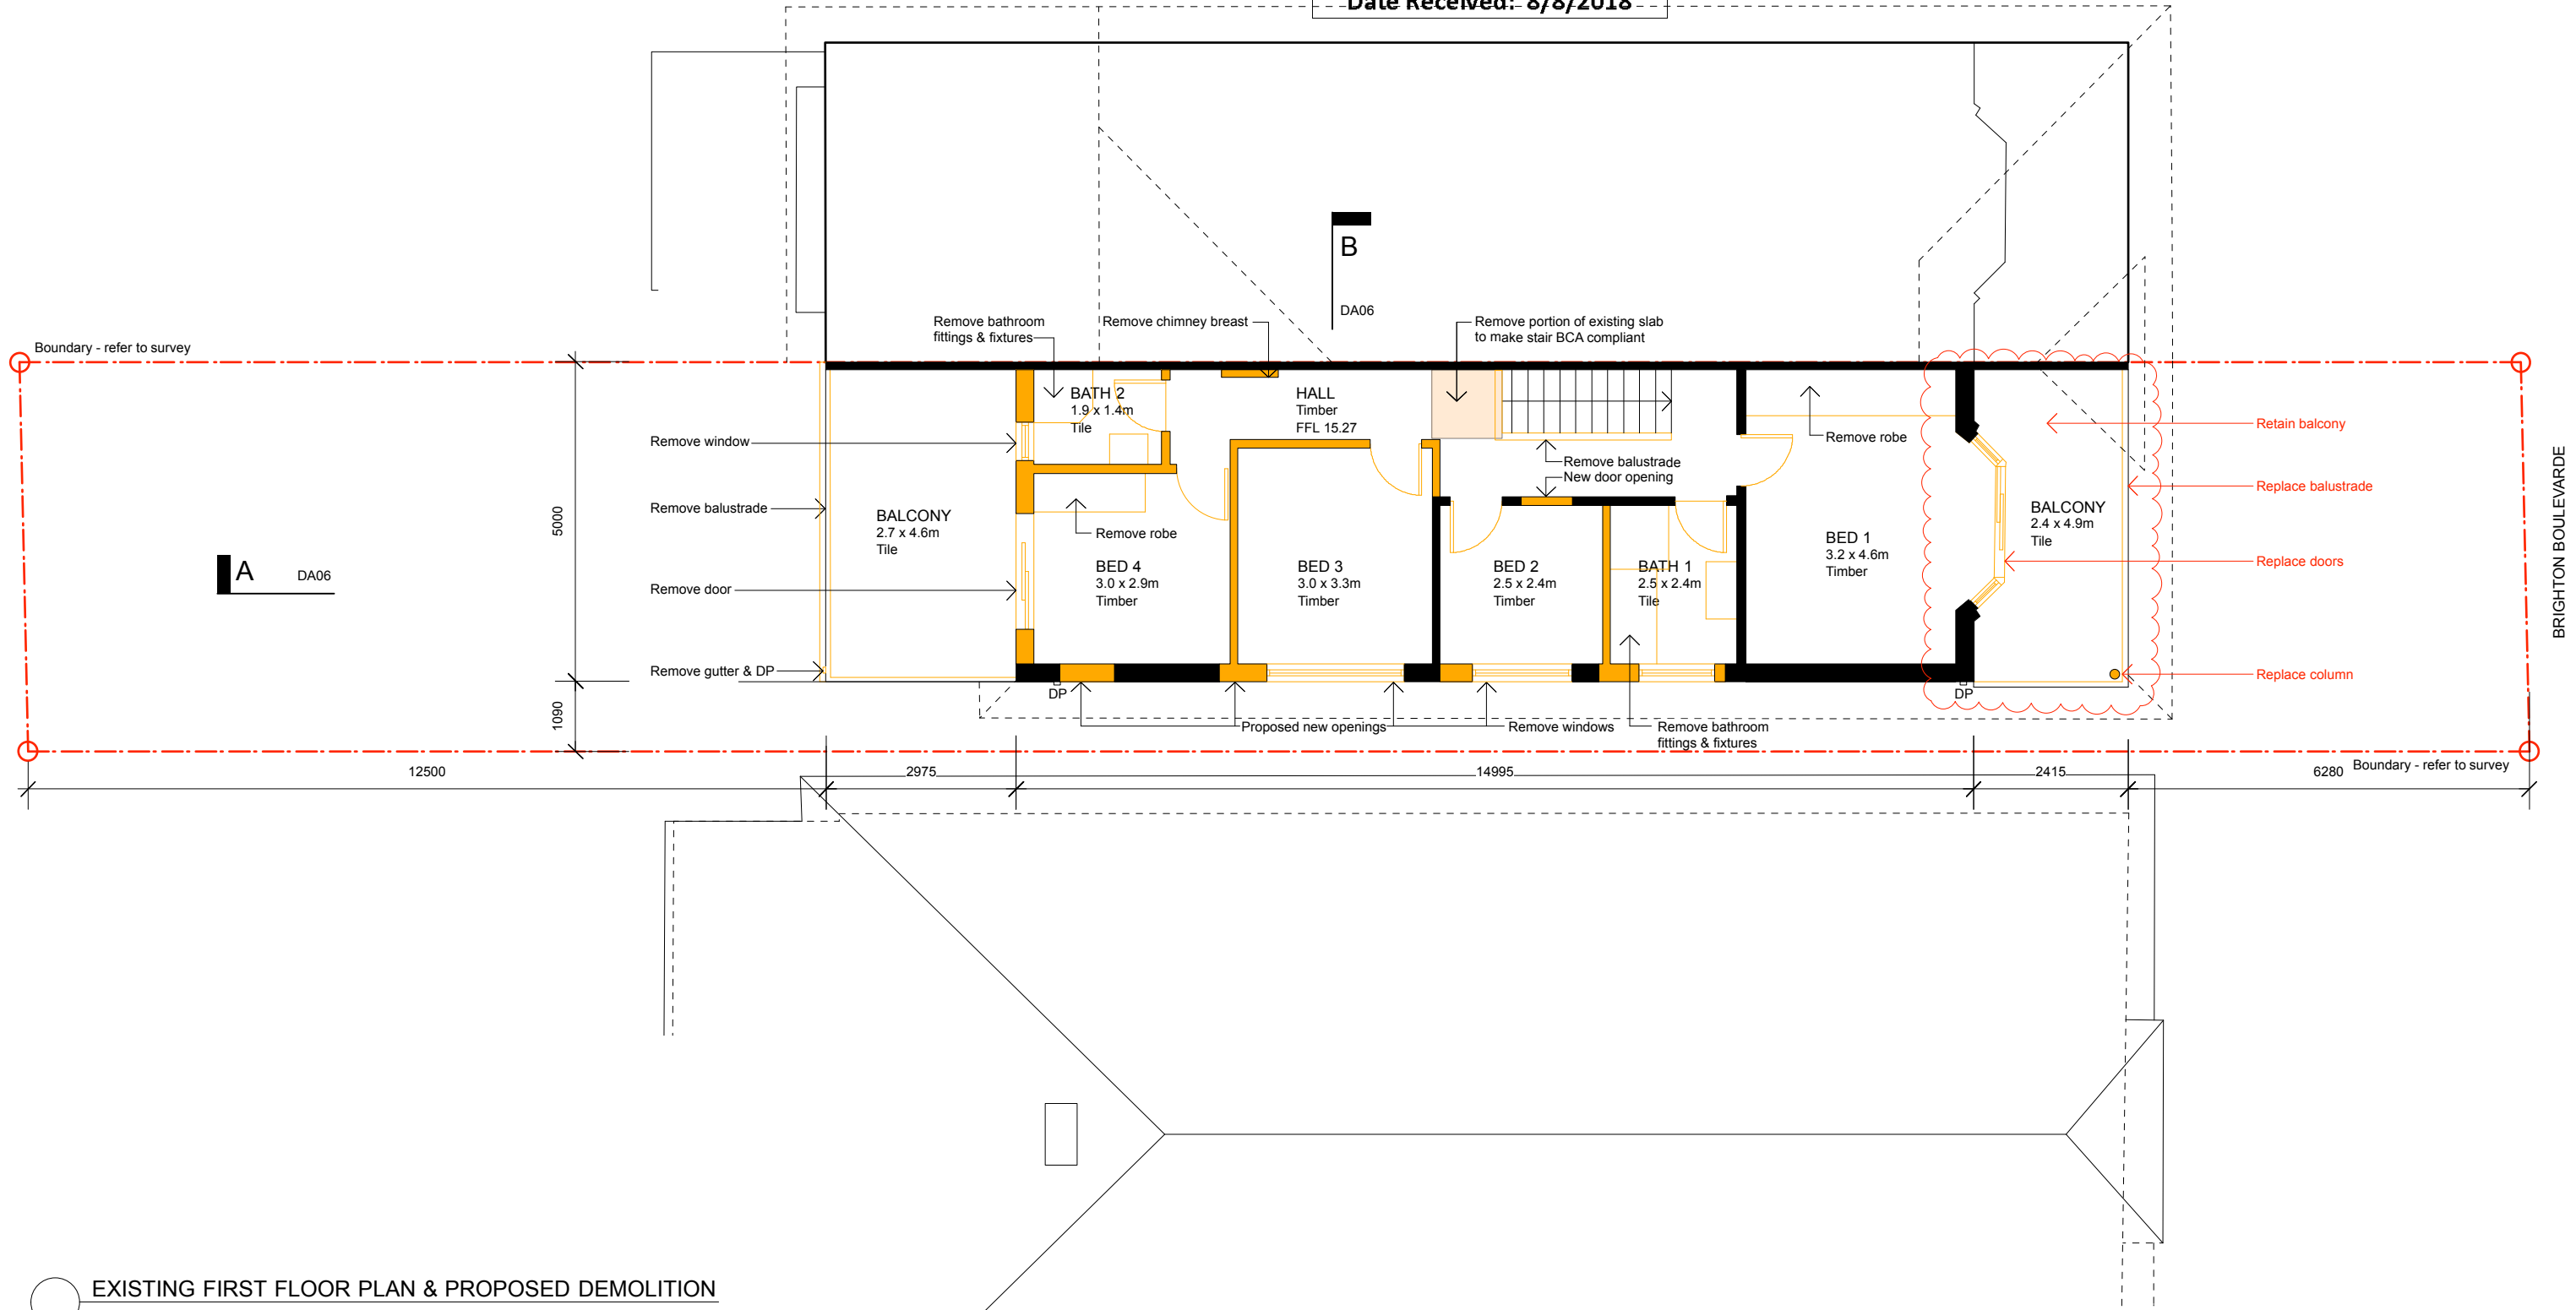 Date Received: 8/8/2018
B
DA06
Remove bathroom
fittings & fixtures
Remove chimney breast
Remove portion of existing slab
to make stair BCA compliant
Boundary - refer to survey
BATH 2
1.9 x 1.4m
Tile
HALL
Timber
FFL 15.27
Remove window
Remove robe
Retain balcony
Remove balustrade
New door opening
Replace balustrade
BRIGHTON BOULEVARDE
Remove balustrade
5000
BALCONY
2.7 x 4.6m
Tile
Remove robe
BALCONY
2.4 x 4.9m
Tile
A
DA06
BED 4
3.0 x 2.9m
Timber
BED 3
3.0 x 3.3m
Timber
BED 2
2.5 x 2.4m
Timber
BATH 1
2.5 x 2.4m
Tile
BED 1
3.2 x 4.6m
Timber
Replace doors
Remove door
Remove gutter & DP
Replace column
DP
DP
1090
Proposed new openings
Remove windows
Remove bathroom
fittings & fixtures
12500
2975
14995
2415
6280
Boundary - refer to survey
EXISTING FIRST FLOOR PLAN & PROPOSED DEMOLITION